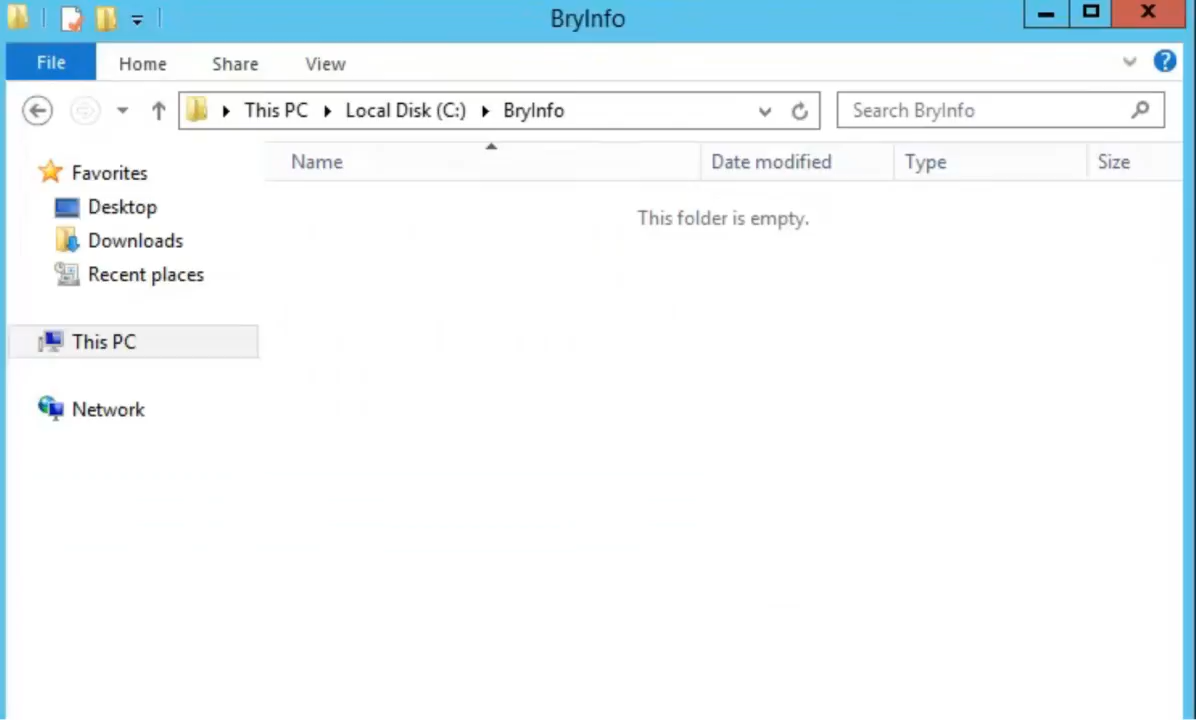 BryInfo
File Home Share View
This PC Local Disk (C:) BryInfo Search BryInfo
Name Date modified Type Size
Favorites
This folder is empty.
Desktop
Downloads
Recent places
This PC
Network